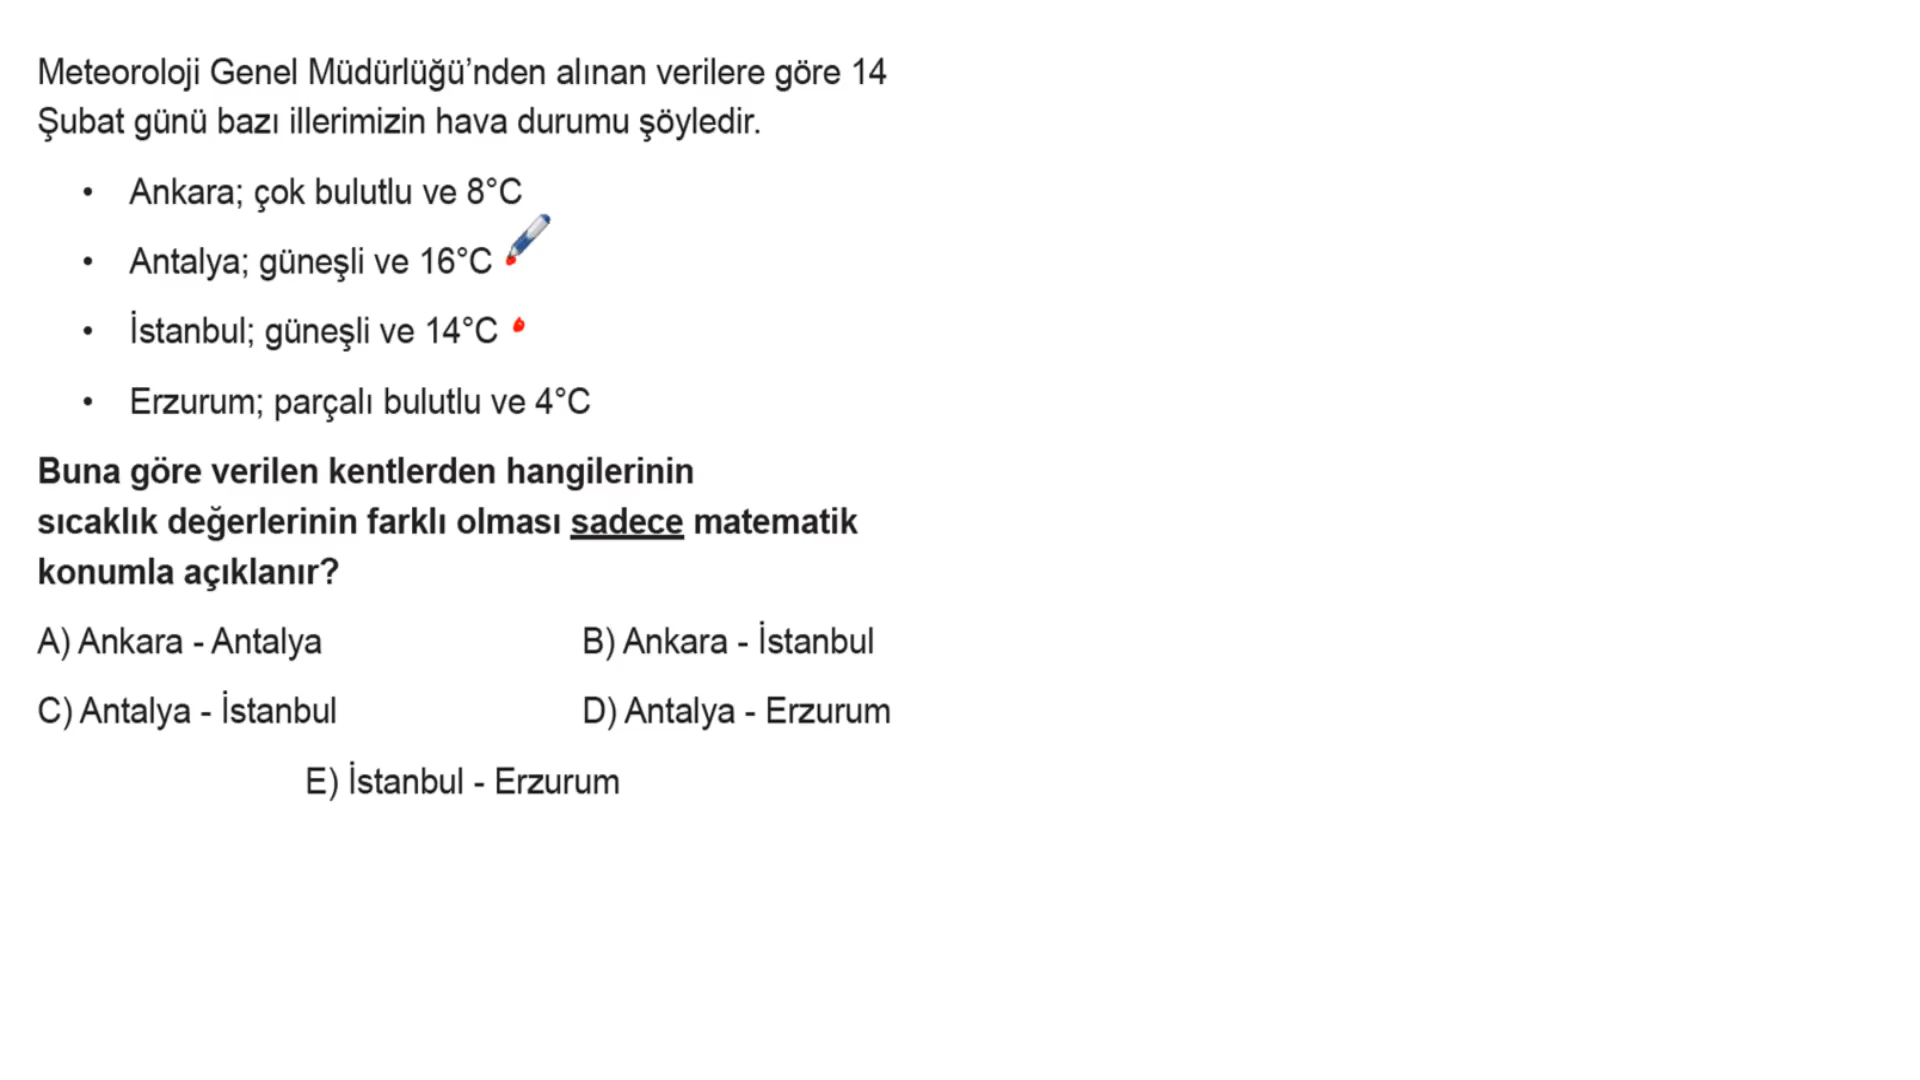 Meteoroloji Genel Müdürlüğü’nden alınan verilere göre 14
Şubat günü bazı illerimizin hava durumu şöyledir.
• Ankara; çok bulutlu ve 8°C
• Antalya; güneşli ve 16°C
• İstanbul; güneşli ve 14°C
• Erzurum; parçalı bulutlu ve 4°C
Buna göre verilen kentlerden hangilerinin
sıcaklık değerlerinin farklı olması sadece matematik
konumla açıklanır?
A) Ankara - Antalya B) Ankara - İstanbul
C) Antalya - İstanbul D) Antalya - Erzurum
E) İstanbul - Erzurum